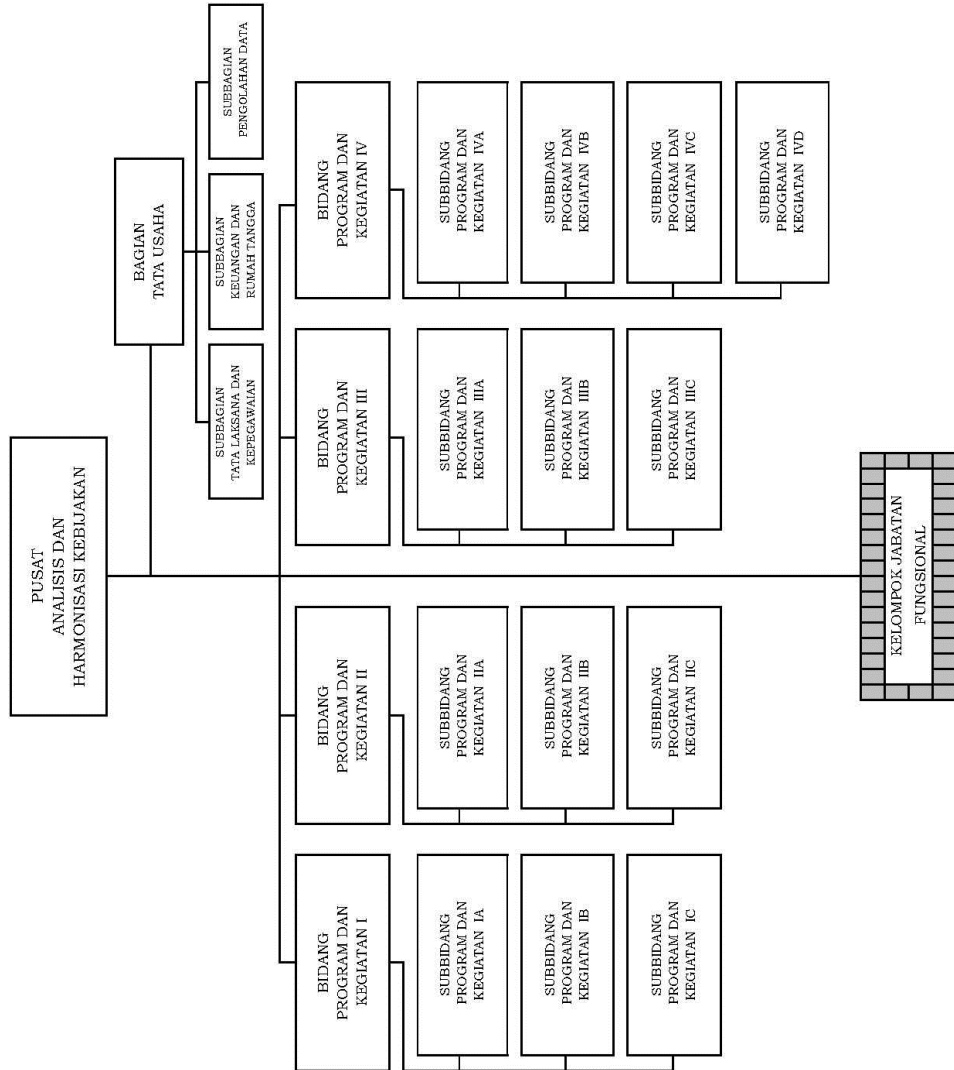 PUSAT
ANALISIS DAN
HARMONISASI KEBIJAKAN
BAGIAN
TATA USAHA
SUBBAGIAN
TATA LAKSANA DAN
KEPEGAWAIAN
SUBBAGIAN
KEUANGAN DAN
RUMAH TANGGA
SUBBAGIAN
PENGOLAHAN DATA
BIDANG
PROGRAM DAN
KEGIATAN I
BIDANG
PROGRAM DAN
KEGIATAN II
BIDANG
PROGRAM DAN
KEGIATAN III
BIDANG
PROGRAM DAN
KEGIATAN IV
SUBBIDANG
PROGRAM DAN
KEGIATAN IA
SUBBIDANG
PROGRAM DAN
KEGIATAN IIA
SUBBIDANG
PROGRAM DAN
KEGIATAN IIIA
SUBBIDANG
PROGRAM DAN
KEGIATAN IVA
SUBBIDANG
PROGRAM DAN
KEGIATAN IB
SUBBIDANG
PROGRAM DAN
KEGIATAN IIB
SUBBIDANG
PROGRAM DAN
KEGIATAN IIIB
SUBBIDANG
PROGRAM DAN
KEGIATAN IVB
SUBBIDANG
PROGRAM DAN
KEGIATAN IC
SUBBIDANG
PROGRAM DAN
KEGIATAN IIC
SUBBIDANG
PROGRAM DAN
KEGIATAN IIIC
SUBBIDANG
PROGRAM DAN
KEGIATAN IVC
SUBBIDANG
PROGRAM DAN
KEGIATAN IVD
KELOMPOK JABATAN
FUNGSIONAL